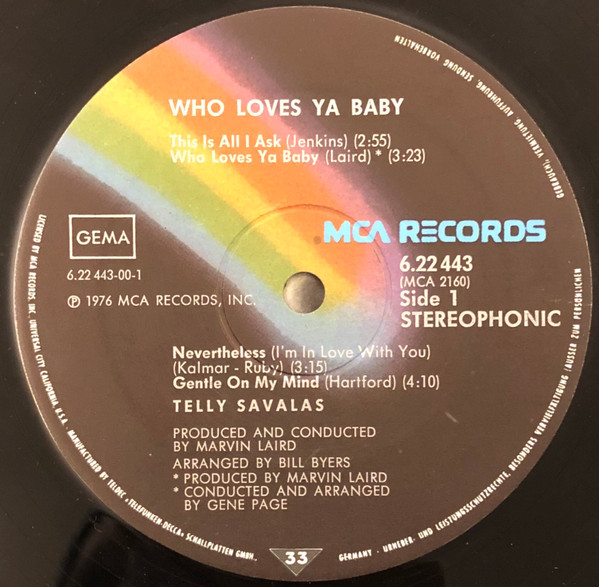 WHO LOVES YA BABY
This Is All I Ask (Jenkins) (2:55)
Who Loves Ya Baby (Laird) * (3:23)
MCA RECORDS
GEMA
6.22 443-00-1
℗ 1976 MCA RECORDS, INC.
6.22 443
(MCA 2160)
Side 1
STEREOPHONIC
Nevertheless (I'm In Love With You)
(Kalmar - Ruby) (3:15)
Gentle On My Mind (Hartford) (4:10)
TELLY SAVALAS
PRODUCED AND CONDUCTED
BY MARVIN LAIRD
ARRANGED BY BILL BYERS
* PRODUCED BY MARVIN LAIRD
* CONDUCTED AND ARRANGED
BY GENE PAGE
33
LICENSED BY MCA RECORDS, INC. UNIVERSAL CITY, CALIFORNIA, U.S.A. · MANUFACTURED BY TELDEC »TELEFUNKEN-DECCA« SCHALLPLATTEN GMBH.,
GERMANY · URHEBER- UND LEISTUNGSSCHUTZRECHTE, BESONDERS VERVIELFÄLTIGUNG (AUSSER ZUM PERSÖNLICHEN
GEBRAUCH), VERMIETUNG, AUFFÜHRUNG, SENDUNG VORBEHALTEN